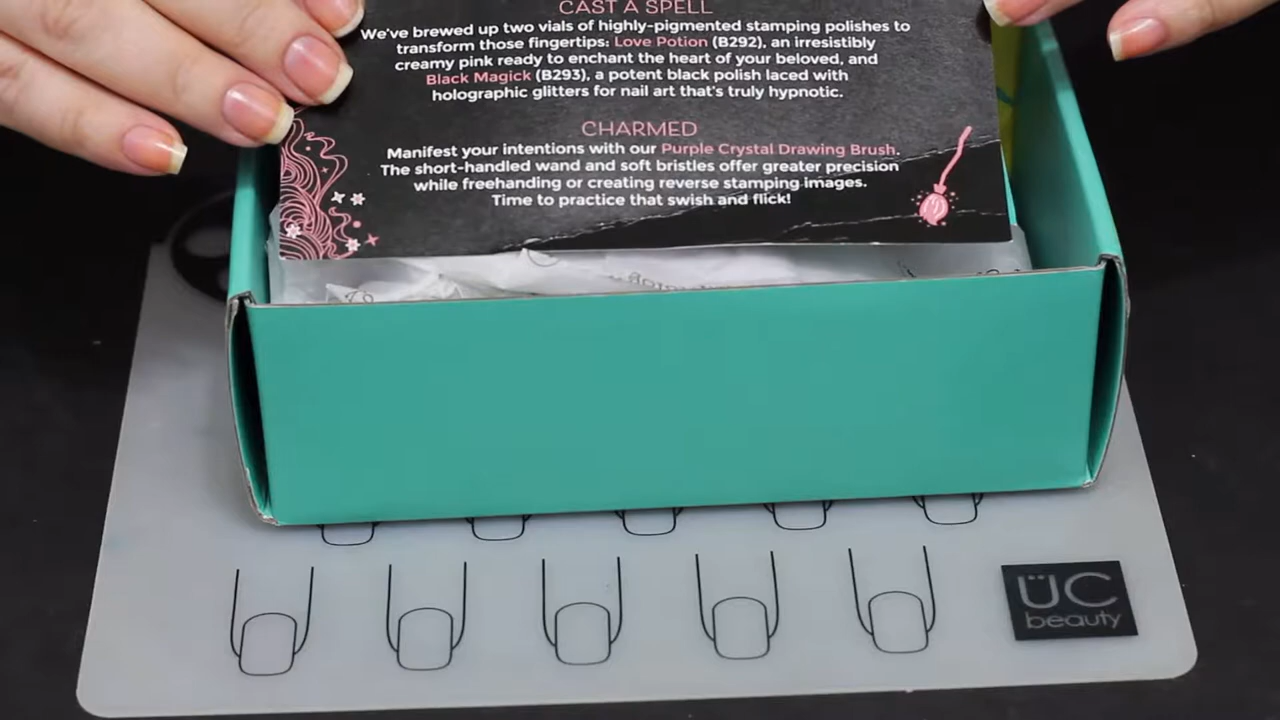 CAST A SPELL
We've brewed up two vials of highly-pigmented stamping polishes to
transform those fingertips: Love Potion (B292), an irresistibly
creamy pink ready to enchant the heart of your beloved, and
Black Magick (B293), a potent black polish laced with
holographic glitters for nail art that's truly hypnotic.
CHARMED
Manifest your intentions with our Purple Crystal Drawing Brush.
The short-handled wand and soft bristles offer greater precision
while freehanding or creating reverse stamping images.
Time to practice that swish and flick!
ÜC
beauty